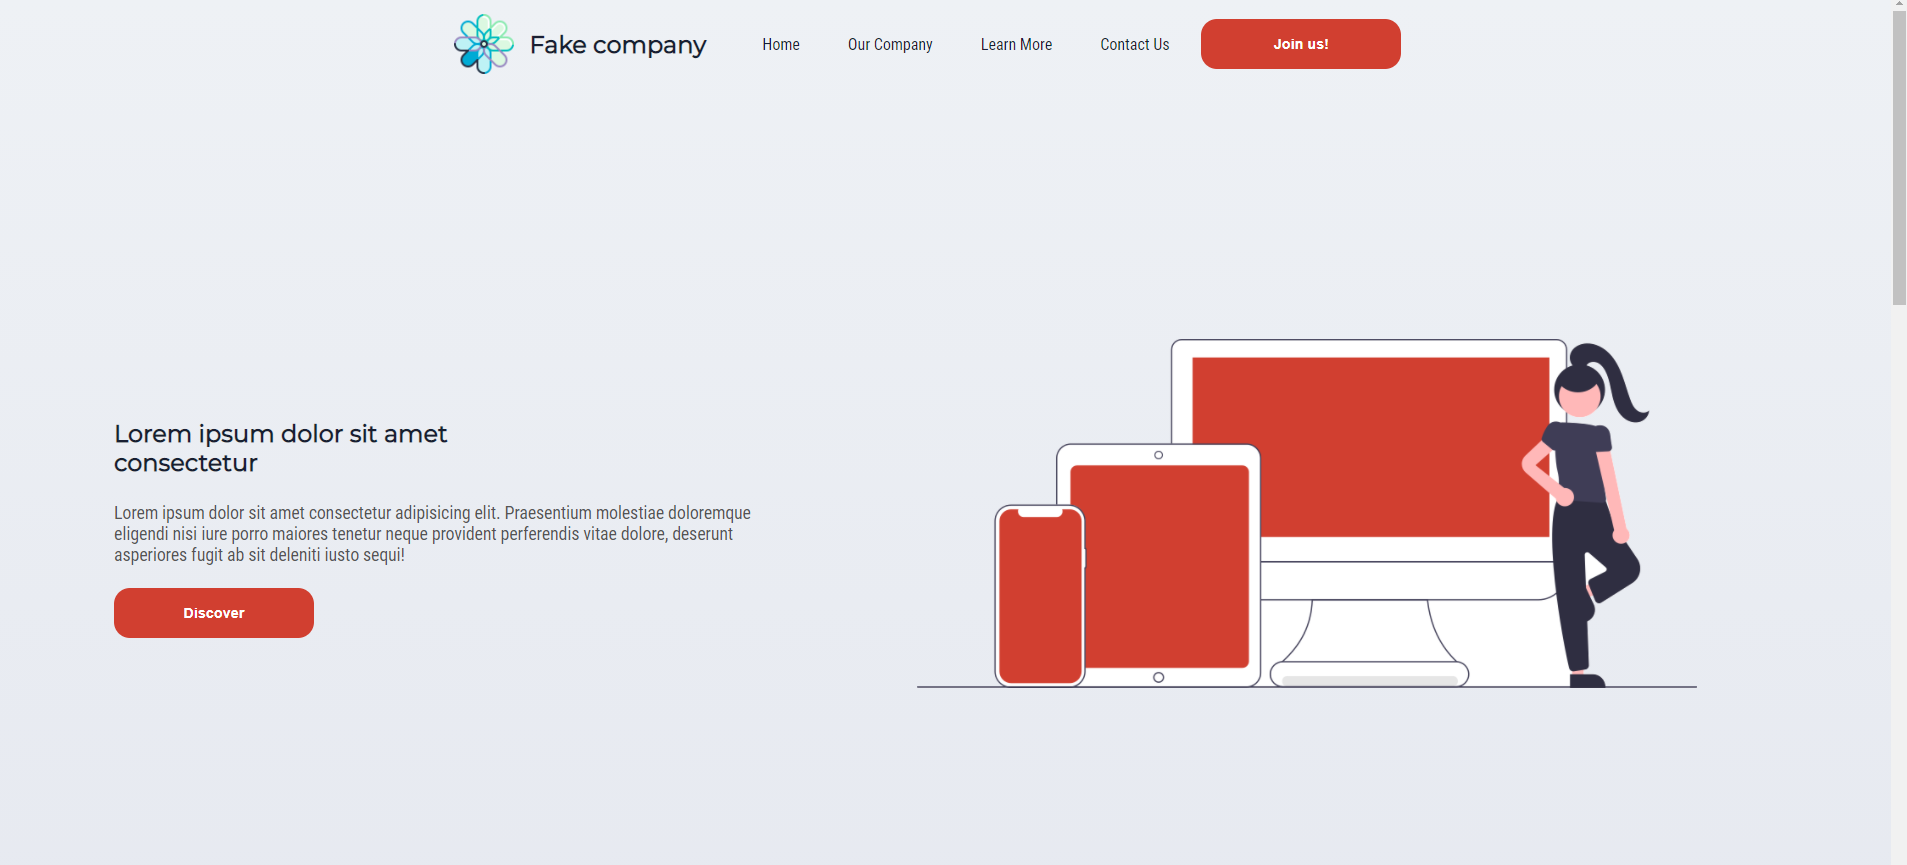 Fake company
Home
Our Company
Learn More
Contact Us
Join us!
Lorem ipsum dolor sit amet
consectetur
Lorem ipsum dolor sit amet consectetur adipisicing elit. Praesentium molestiae doloremque
eligendi nisi iure porro maiores tenetur neque provident perferendis vitae dolore, deserunt
asperiores fugit ab sit deleniti iusto sequi!
Discover